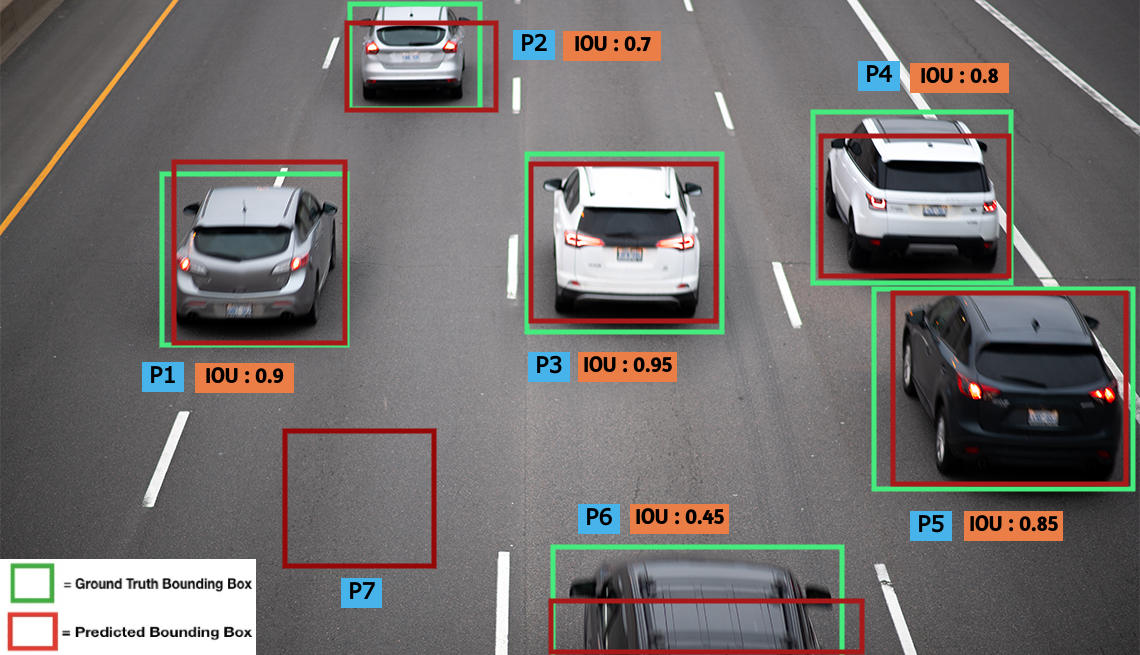 P2 IOU : 0.7
P4 IOU : 0.8
P1 IOU : 0.9
P3 IOU : 0.95
P6 IOU : 0.45
P5 IOU : 0.85
P7
= Ground Truth Bounding Box
= Predicted Bounding Box